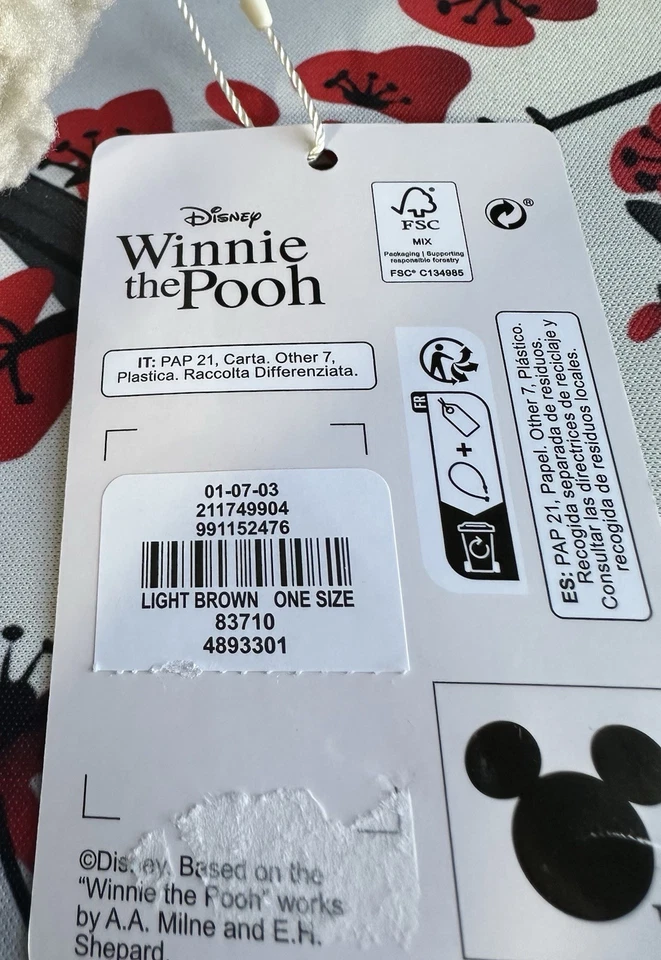 Disney
Winnie
the Pooh
FSC
MIX
Packaging | Supporting
responsible forestry
FSC® C134985
®
IT: PAP 21, Carta. Other 7,
Plastica. Raccolta Differenziata.
FR
+
ES: PAP 21, Papel. Other 7, Plástico.
Recogida separada de residuos.
Consultar las directrices de reciclaje y
recogida de residuos locales.
01-07-03
211749904
991152476
LIGHT BROWN ONE SIZE
83710
4893301
©Disney. Based on the
“Winnie the Pooh” works
by A.A. Milne and E.H.
Shepard.